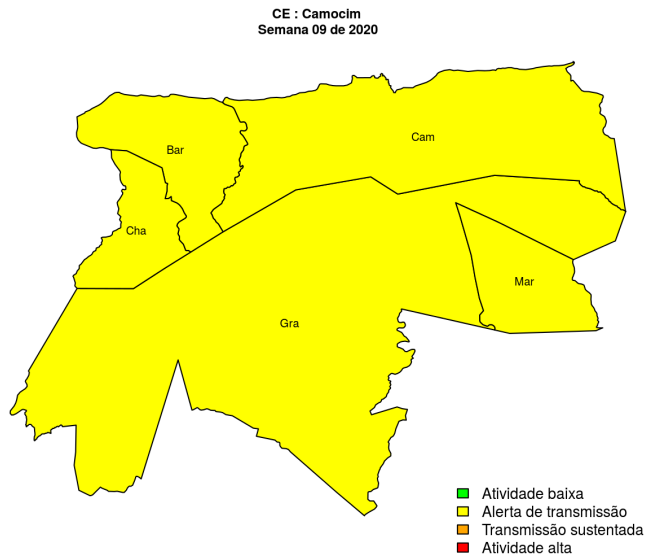 CE : Camocim
Semana 09 de 2020
Bar
Cam
Cha
Mar
Gra
Atividade baixa
Alerta de transmissão
Transmissão sustentada
Atividade alta